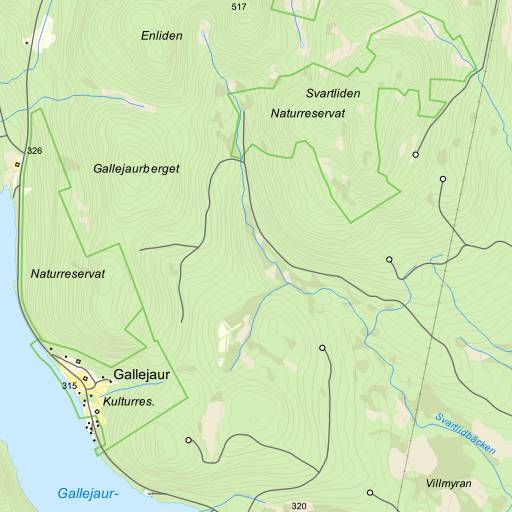 517
Enliden
Svartliden
Naturreservat
326
Gallejaurberget
Naturreservat
Gallejaur
315
Kulturres.
Svartlidbäcken
Villmyran
Gallejaur-
320